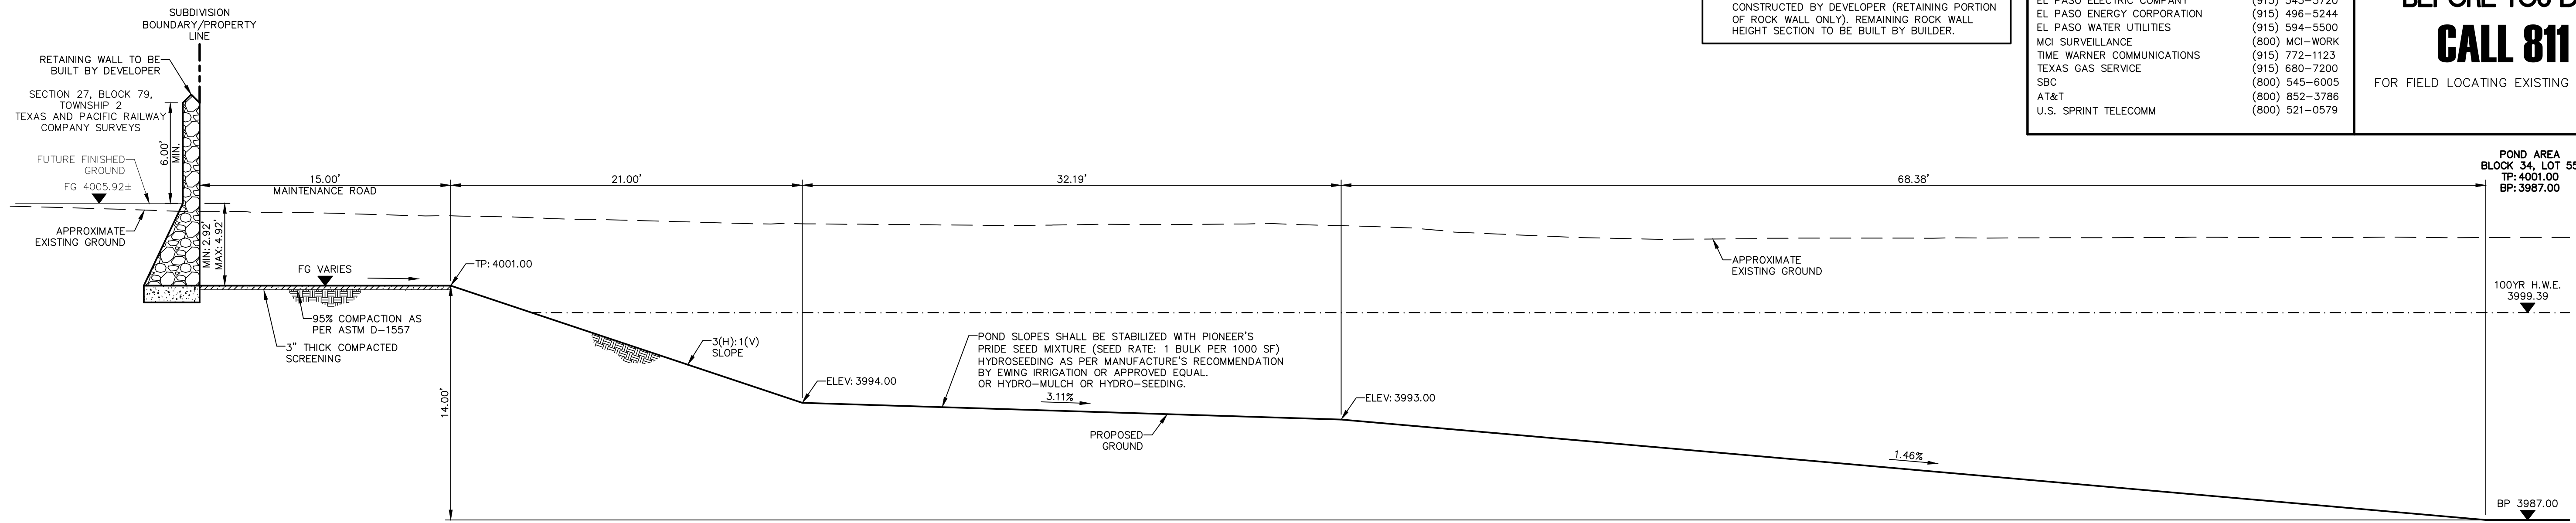 SUBDIVISION
BOUNDARY/PROPERTY
LINE
RETAINING WALL TO BE
BUILT BY DEVELOPER
SECTION 27, BLOCK 79,
TOWNSHIP 2
TEXAS AND PACIFIC RAILWAY
COMPANY SURVEYS
6.00'
MIN.
FUTURE FINISHED
GROUND
FG 4005.92±
APPROXIMATE
EXISTING GROUND
MIN: 2.92'
MAX: 4.92'
15.00'
MAINTENANCE ROAD
21.00'
32.19'
68.38'
FG VARIES
TP: 4001.00
95% COMPACTION AS
PER ASTM D-1557
3" THICK COMPACTED
SCREENING
14.00'
3(H):1(V)
SLOPE
ELEV: 3994.00
POND SLOPES SHALL BE STABILIZED WITH PIONEER'S
PRIDE SEED MIXTURE (SEED RATE: 1 BULK PER 1000 SF)
HYDROSEEDING AS PER MANUFACTURE'S RECOMMENDATION
BY EWING IRRIGATION OR APPROVED EQUAL.
OR HYDRO-MULCH OR HYDRO-SEEDING.
3.11%
PROPOSED
GROUND
ELEV: 3993.00
APPROXIMATE
EXISTING GROUND
1.46%
100YR H.W.E.
3999.39
BP 3987.00
POND AREA
BLOCK 34, LOT 55
TP: 4001.00
BP: 3987.00
CONSTRUCTED BY DEVELOPER (RETAINING PORTION
OF ROCK WALL ONLY). REMAINING ROCK WALL
HEIGHT SECTION TO BE BUILT BY BUILDER.
EL PASO ELECTRIC COMPANY (915) 543-5720
EL PASO ENERGY CORPORATION (915) 496-5244
EL PASO WATER UTILITIES (915) 594-5500
MCI SURVEILLANCE (800) MCI-WORK
TIME WARNER COMMUNICATIONS (915) 772-1123
TEXAS GAS SERVICE (915) 680-7200
SBC (800) 545-6005
AT&T (800) 852-3786
U.S. SPRINT TELECOMM (800) 521-0579
BEFORE YOU
CALL 811
FOR FIELD LOCATING EXISTING